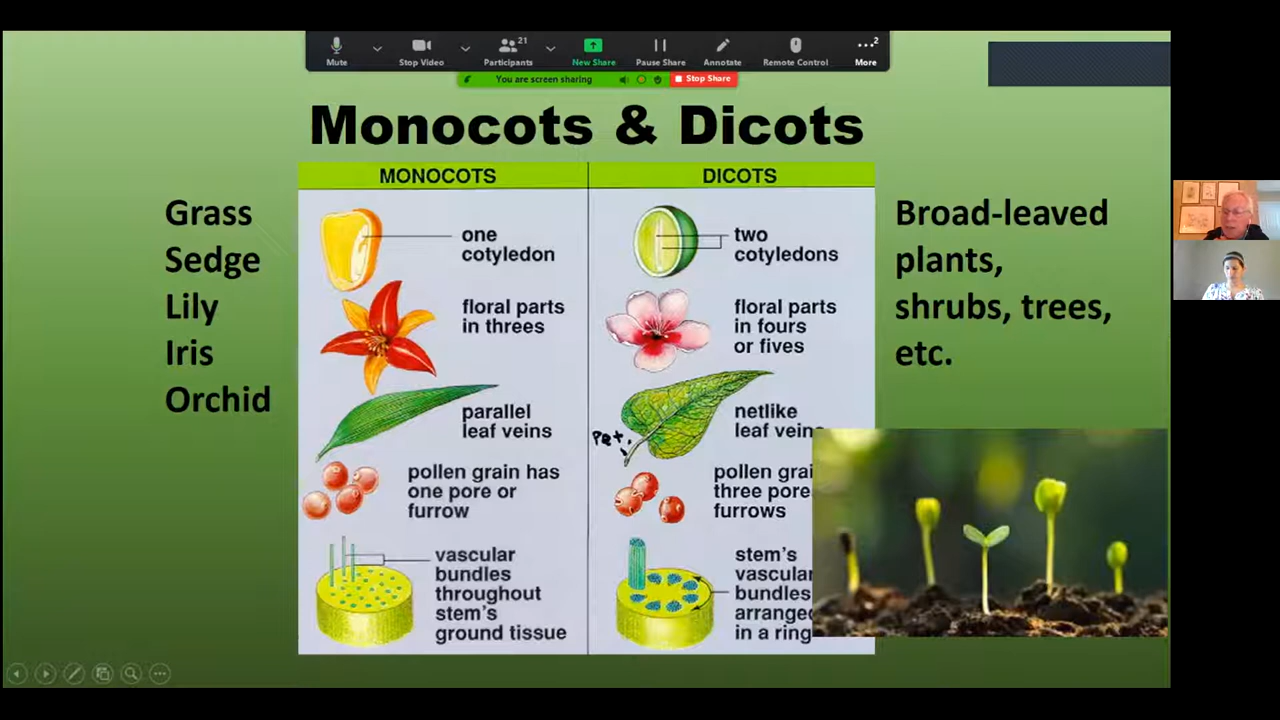 21
2
Mute
Stop Video
Participants
New Share
Pause Share
Annotate
Remote Control
More
You are screen sharing
Stop Share
Monocots & Dicots
MONOCOTS
DICOTS
Grass
Sedge
Lily
Iris
Orchid
one
cotyledon
floral parts
in threes
parallel
leaf veins
pollen grain has
one pore or
furrow
vascular
bundles
throughout
stem's
ground tissue
two
cotyledons
floral parts
in fours
or fives
netlike
leaf veins
Pet.
pollen grai
three pore
furrows
stem's
vascular
bundles
arranged
in a ring
Broad-leaved
plants,
shrubs, trees,
etc.